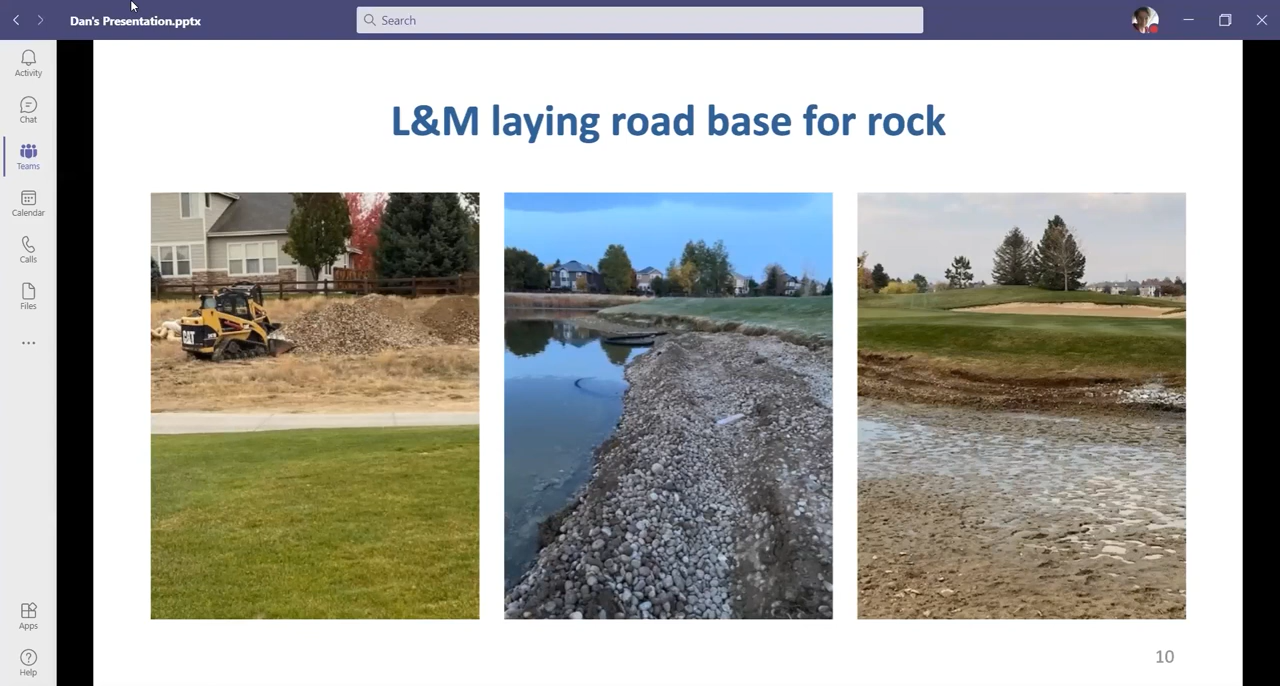 Dan's Presentation.pptx
Search
Activity
Chat
Teams
Calendar
Calls
Files
Apps
Help
L&M laying road base for rock
CAT
10